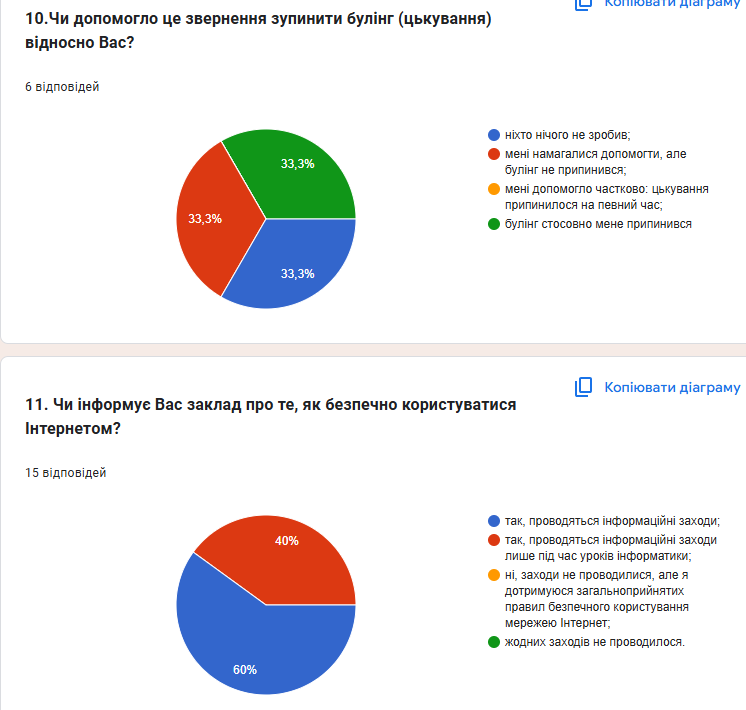 Копіювати діаграму
10.Чи допомогло це звернення зупинити булінг (цькування)
відносно Вас?
6 відповідей
33,3%
33,3%
33,3%
ніхто нічого не зробив;
мені намагалися допомогти, але
булінг не припинився;
мені допомогло частково: цькування
припинилося на певний час;
булінг стосовно мене припинився
Копіювати діаграму
11. Чи інформує Вас заклад про те, як безпечно користуватися
Інтернетом?
15 відповідей
40%
60%
так, проводяться інформаційні заходи;
так, проводяться інформаційні заходи
лише під час уроків інформатики;
ні, заходи не проводилися, але я
дотримуюся загальноприйнятих
правил безпечного користування
мережею Інтернет;
жодних заходів не проводилося.